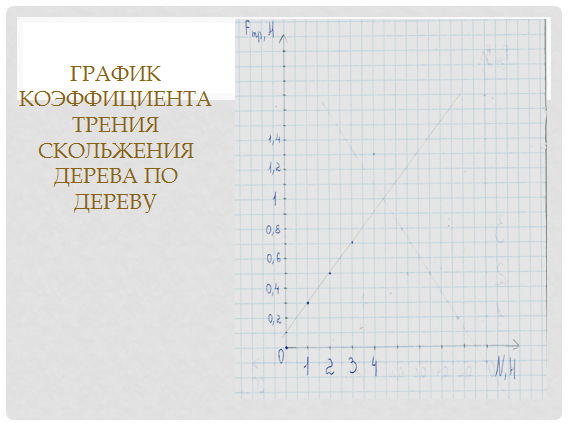 ГРАФИК
КОЭФФИЦИЕНТА
ТРЕНИЯ
СКОЛЬЖЕНИЯ
ДЕРЕВА ПО
ДЕРЕВУ
Fтр, Н
1,4
1,2
1
0,8
0,6
0,4
0,2
0
1 2 3 4 N, Н